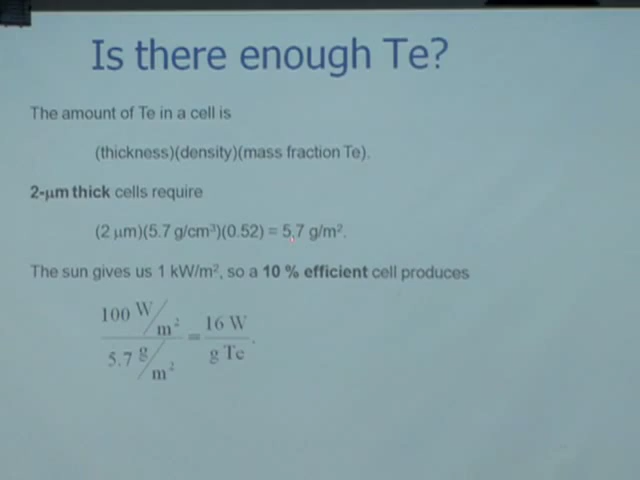 Is there enough Te?
The amount of Te in a cell is
(thickness)(density)(mass fraction Te).
2-μm thick cells require
(2 μm)(5.7 g/cm³)(0.52) = 5.7 g/m².
The sun gives us 1 kW/m², so a 10 % efficient cell produces
100 W/m² / 5.7 g/m² = 16 W / g Te.